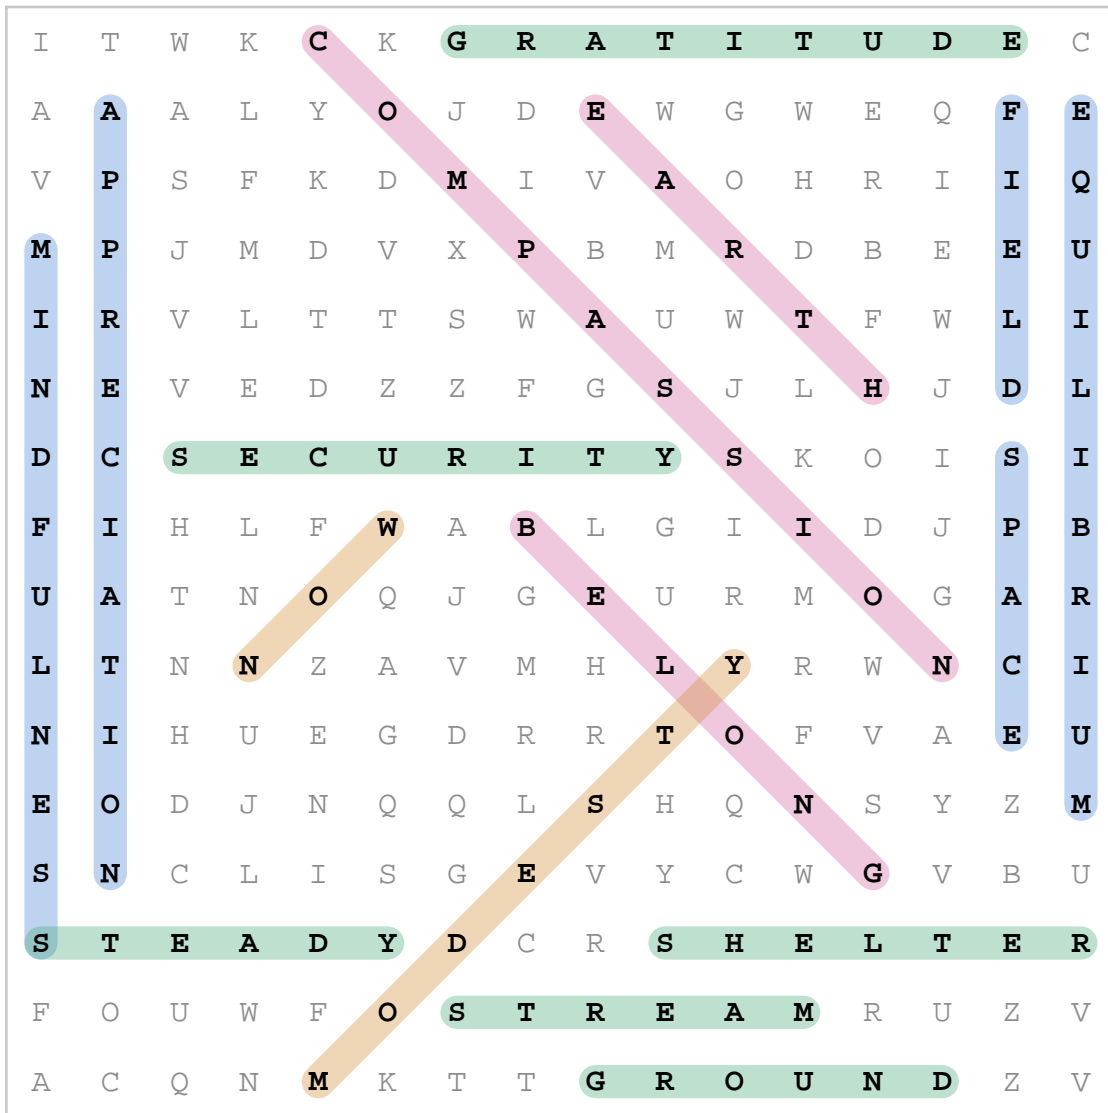 I T W K C K G R A T I T U D E C
A A A L Y O J D E W G W E Q F E
V P S F K D M I V A O H R I I Q
M P J M D V X P B M R D B E E U
I R V L T T S W A U W T F W L I
N E V E D Z Z F G S J L H J D L
D C S E C U R I T Y S K O I S I
F I H L F W A B L G I I D J P B
U A T N O Q J G E U R M O G A R
L T N N Z A V M H L Y R W N C I
N I H U E G D R R T O F V A E U
E O D J N Q Q L S H Q N S Y Z M
S N C L I S G E V Y C W G V B U
S T E A D Y D C R S H E L T E R
F O U W F O S T R E A M R U Z V
A C Q N M K T T G R O U N D Z V